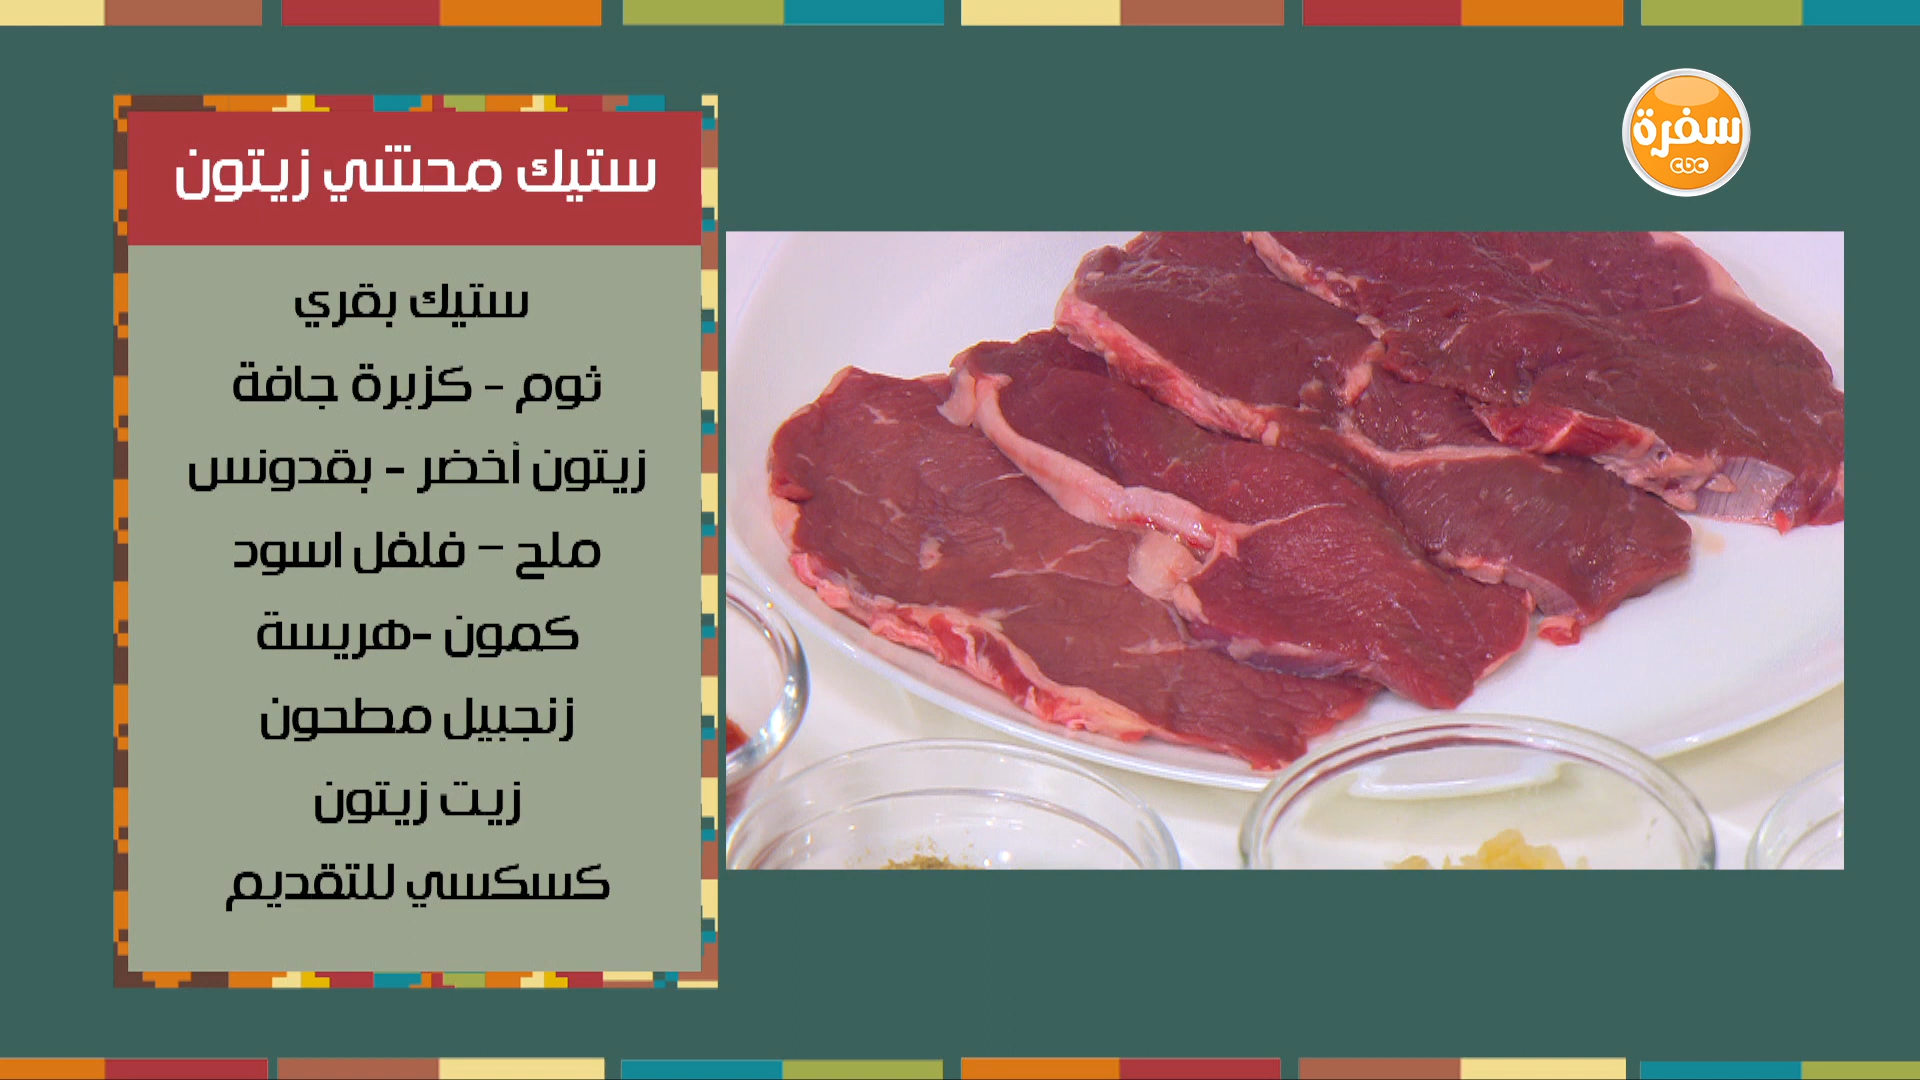 ستيك محشي زيتون
ستيك بقري
ثوم - كزبرة جافة
زيتون أخضر - بقدونس
ملح – فلفل اسود
كمون -هريسة
زنجبيل مطحون
زيت زيتون
كسكسي للتقديم
سفرة
cbc